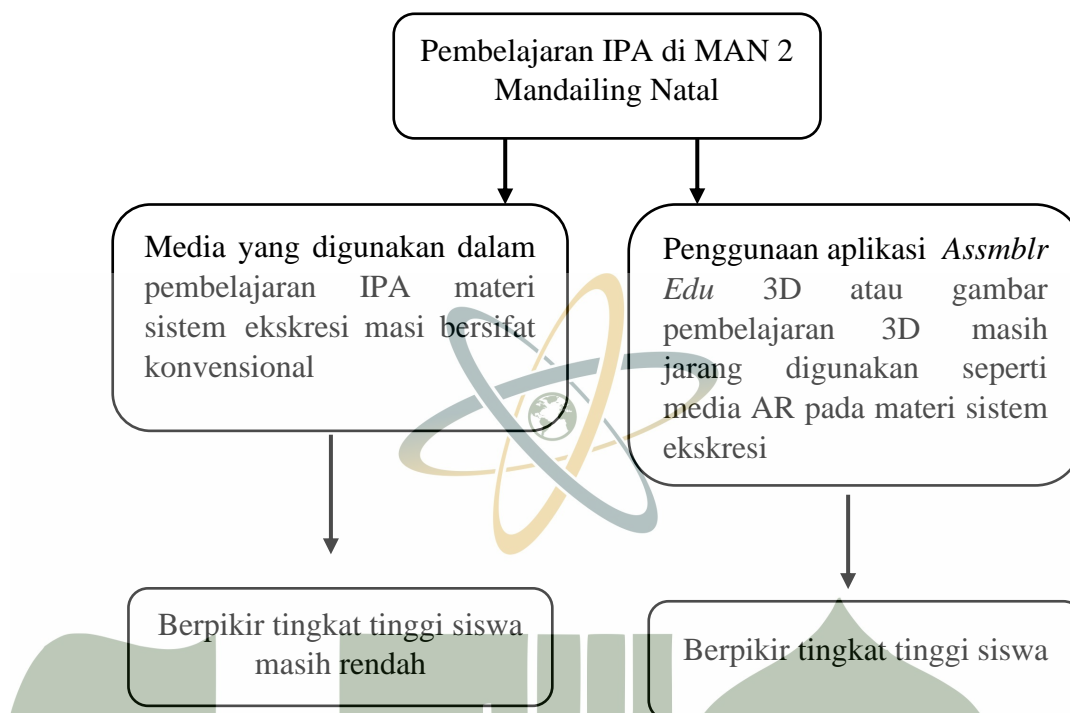 Pembelajaran IPA di MAN 2
Mandailing Natal
Media yang digunakan dalam
pembelajaran IPA materi
sistem ekskresi masi bersifat
konvensional
Penggunaan aplikasi Assmblr
Edu 3D atau gambar
pembelajaran 3D masih
jarang digunakan seperti
media AR pada materi sistem
ekskresi
Berpikir tingkat tinggi siswa
masih rendah
Berpikir tingkat tinggi siswa